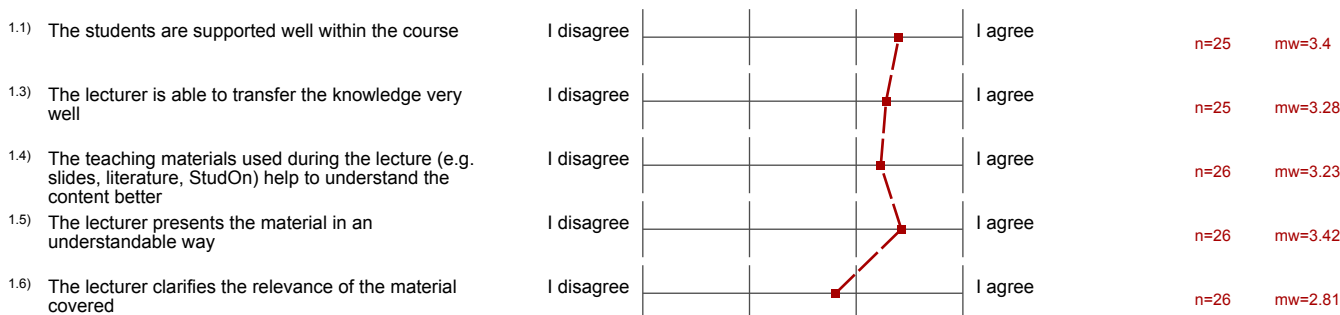 1.1) The students are supported well within the course I disagree I agree n=25 mw=3.4
1.3) The lecturer is able to transfer the knowledge very I disagree I agree n=25 mw=3.28
well
1.4) The teaching materials used during the lecture (e.g. I disagree I agree n=26 mw=3.23
slides, literature, StudOn) help to understand the
content better
1.5) The lecturer presents the material in an I disagree I agree n=26 mw=3.42
understandable way
1.6) The lecturer clarifies the relevance of the material I disagree I agree n=26 mw=2.81
covered